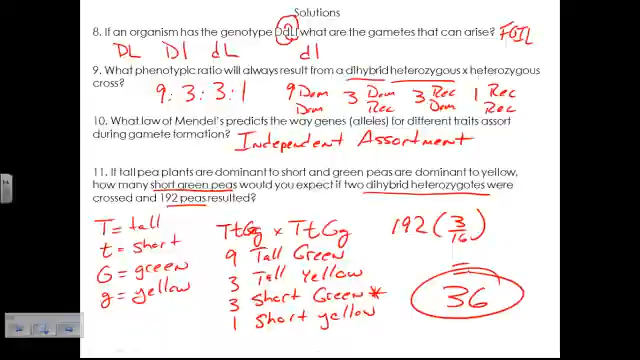 Solutions
8. If an organism has the genotype DdLl what are the gametes that can arise? FOIL
DL Dl dL dl
9. What phenotypic ratio will always result from a dihybrid heterozygous x heterozygous
cross? 9:3:3:1 9 Dom Dom 3 Dom Rec 3 Rec Dom 1 Rec Rec
10. What law of Mendel's predicts the way genes (alleles) for different traits assort
during gamete formation? Independent Assortment
11. If tall pea plants are dominant to short and green peas are dominant to yellow,
how many short green peas would you expect if two dihybrid heterozygotes were
crossed and 192 peas resulted?
T = tall
t = short
G = green
g = yellow
TtGg x TtGg
9 Tall Green
3 Tall Yellow
3 short Green *
1 short yellow
192 (3/16)
=
36